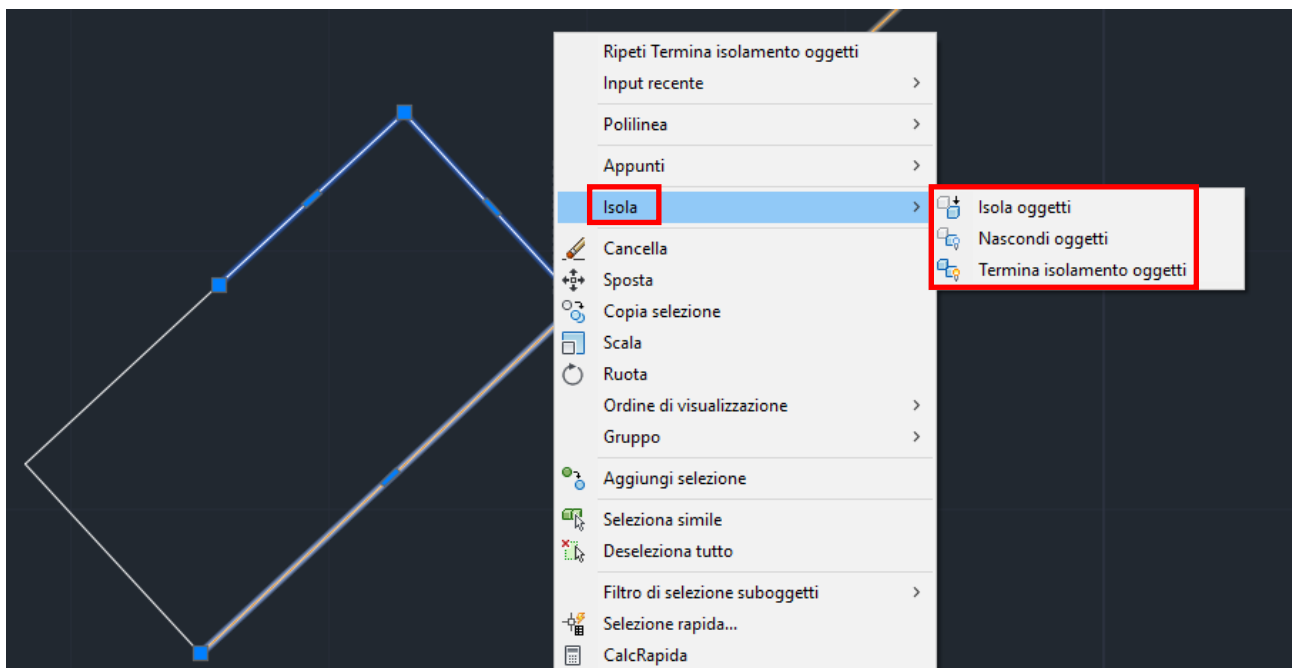 Ripeti Termina isolamento oggetti
Input recente
Polilinea
Appunti
Isola
Isola oggetti
Nascondi oggetti
Termina isolamento oggetti
Cancella
Sposta
Copia selezione
Scala
Ruota
Ordine di visualizzazione
Gruppo
Aggiungi selezione
Seleziona simile
Deseleziona tutto
Filtro di selezione suboggetti
Selezione rapida...
CalcRapida